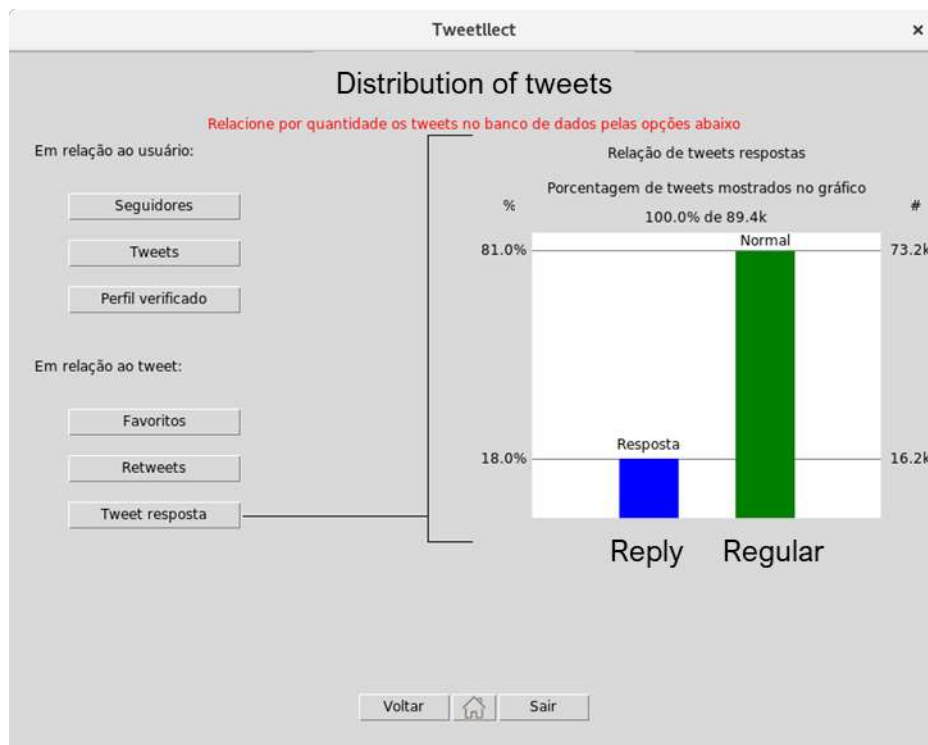 Tweetllect ×
Distribution of tweets
Relacione por quantidade os tweets no banco de dados pelas opções abaixo
Em relação ao usuário:
Seguidores
Tweets
Perfil verificado
Em relação ao tweet:
Favoritos
Retweets
Tweet resposta
Relação de tweets respostas
Porcentagem de tweets mostrados no gráfico
% #
100.0% de 89.4k
Normal
81.0% 73.2k
Resposta
18.0% 16.2k
Reply Regular
Voltar Sair